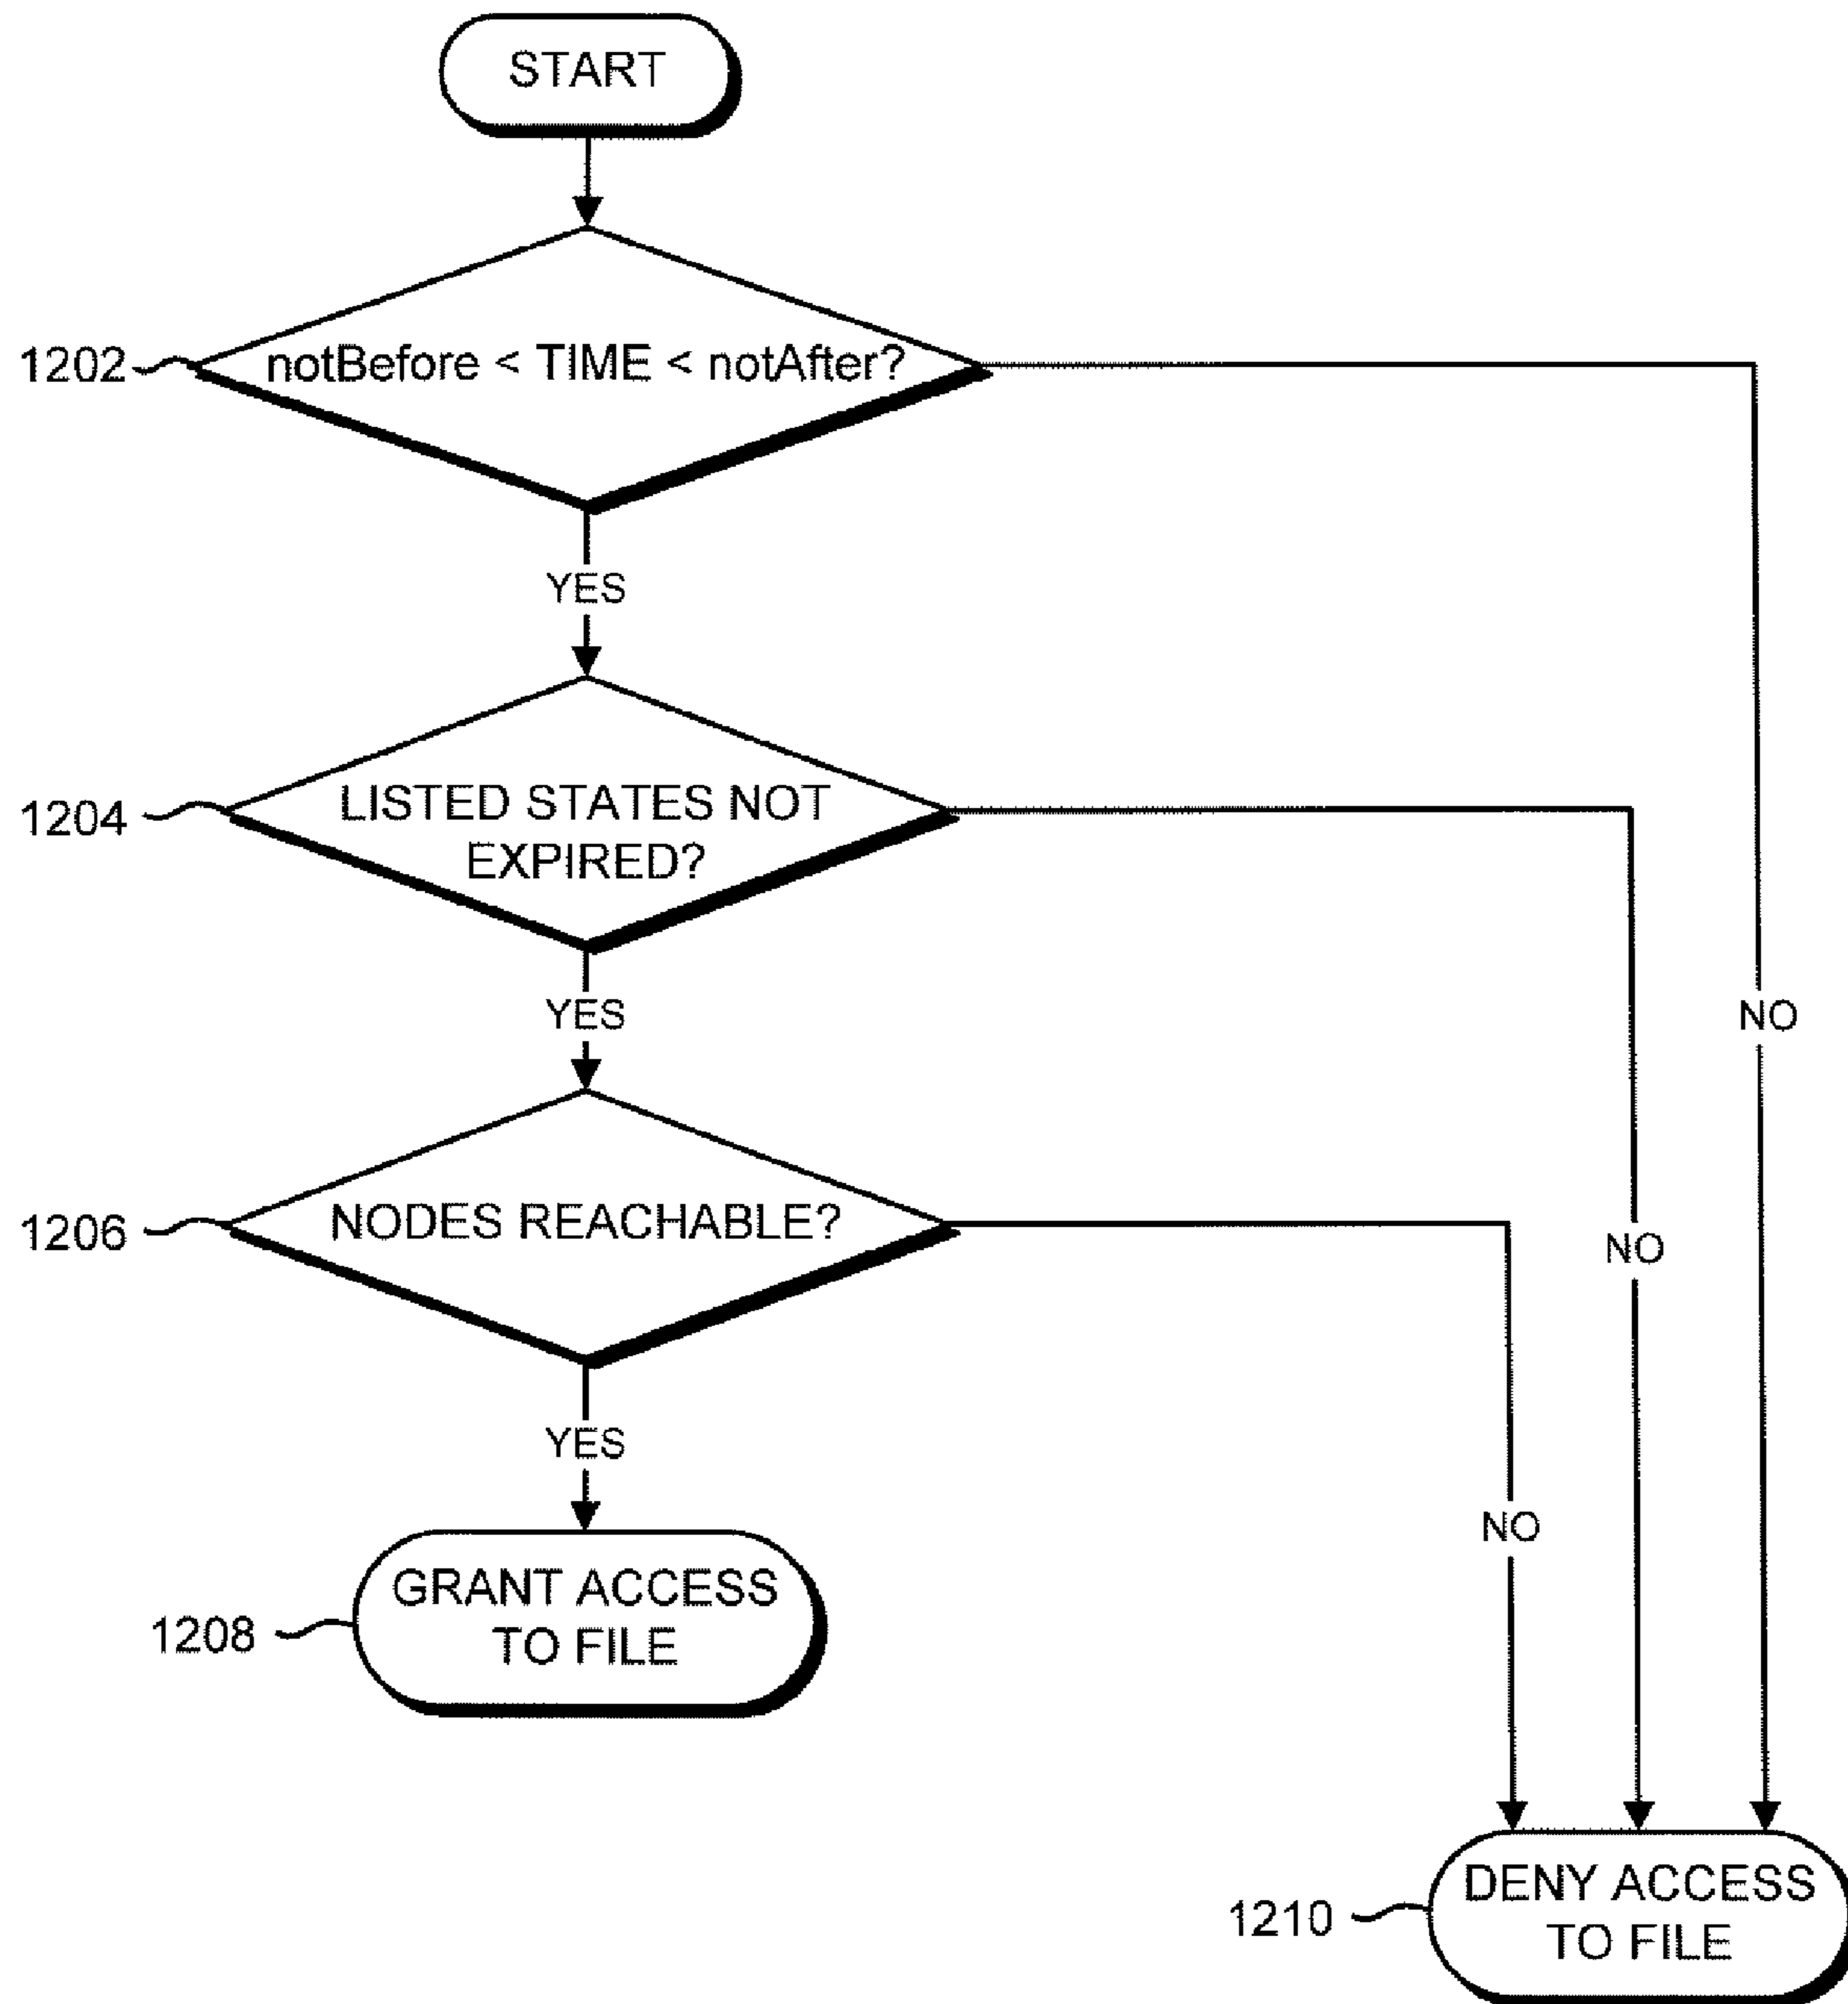 START
1202
notBefore < TIME < notAfter?
YES
1204
LISTED STATES NOT
EXPIRED?
YES
NO
1206
NODES REACHABLE?
NO
YES
NO
1208
GRANT ACCESS
TO FILE
1210
DENY ACCESS
TO FILE